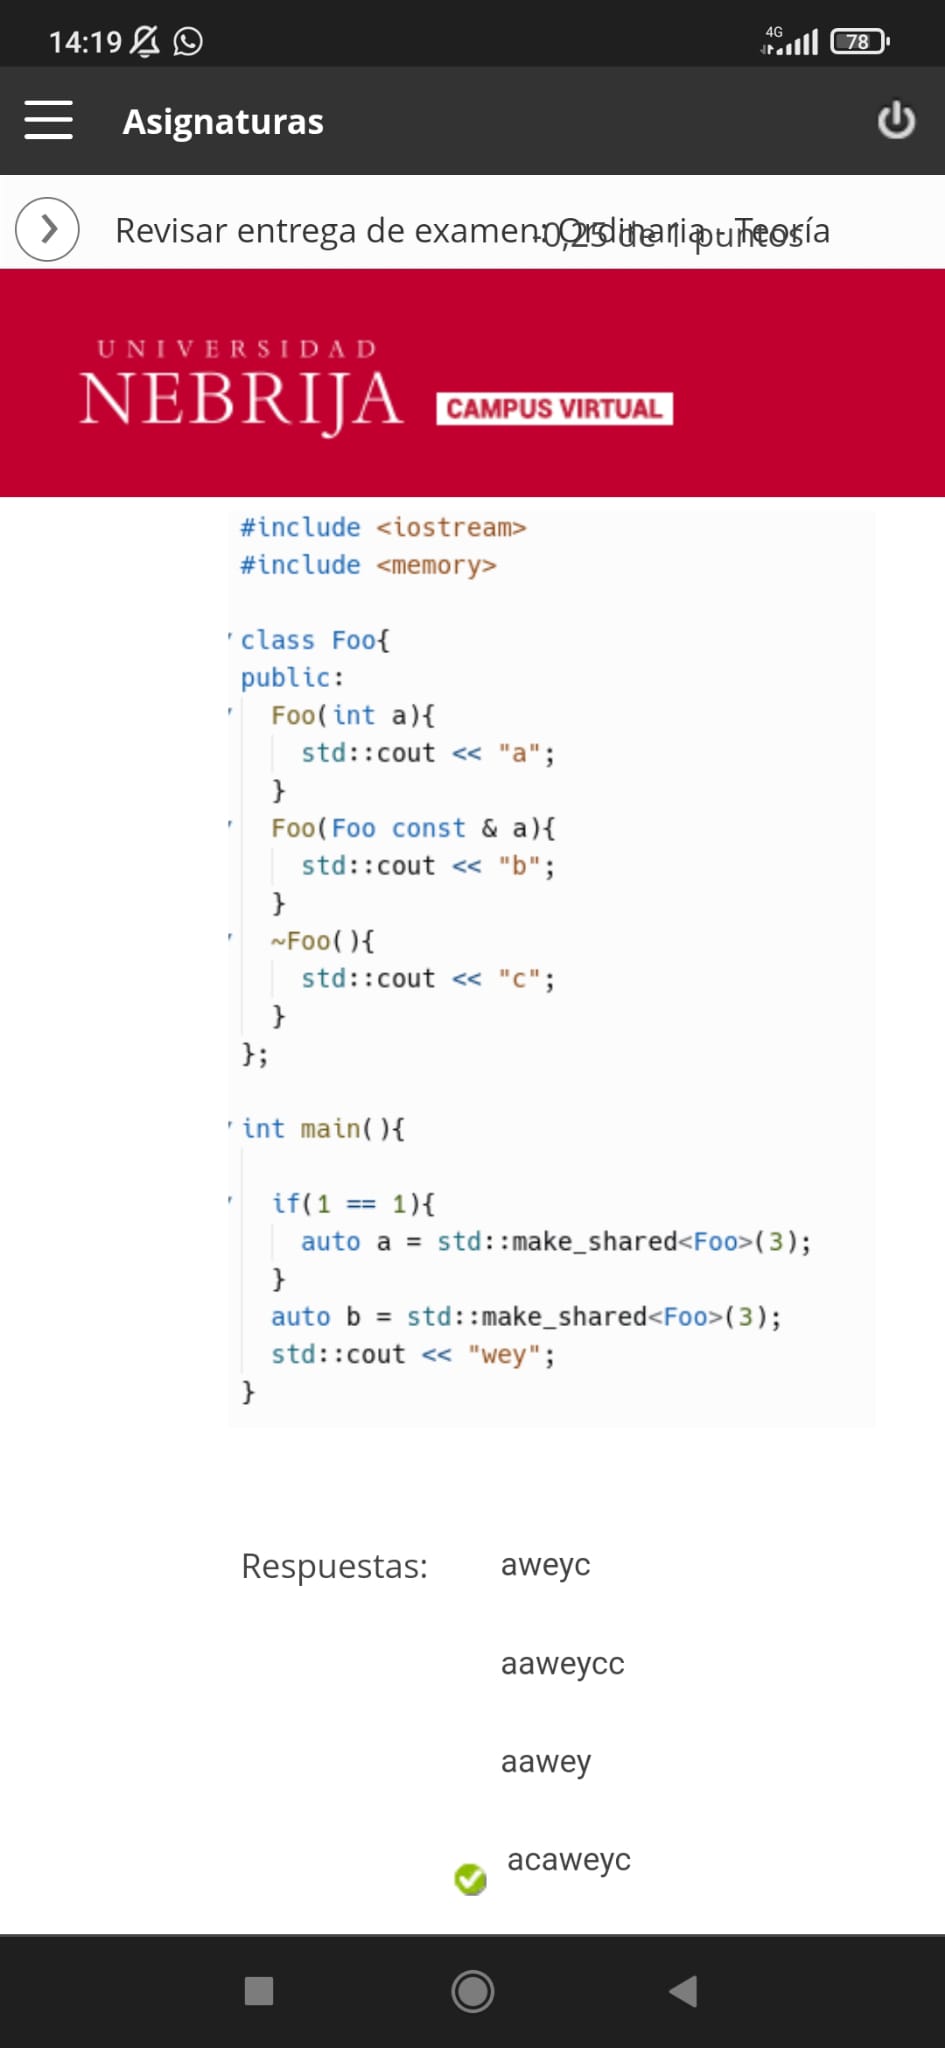 14:19
4G
78
Asignaturas
Revisar entrega de examen: Ordinaria - Teoría
-0,25 de 1 puntos
UNIVERSIDAD
NEBRIJA
CAMPUS VIRTUAL
#include <iostream>
#include <memory>
class Foo{
public:
Foo(int a){
std::cout << "a";
}
Foo(Foo const & a){
std::cout << "b";
}
~Foo(){
std::cout << "c";
}
};
int main(){
if(1 == 1){
auto a = std::make_shared<Foo>(3);
}
auto b = std::make_shared<Foo>(3);
std::cout << "wey";
}
Respuestas:
aweyc
aaweycc
aawey
acaweyc